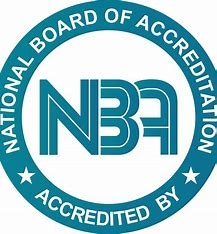 NATIONAL BOARD OF ACCREDITATION
NBA
ACCREDITED BY